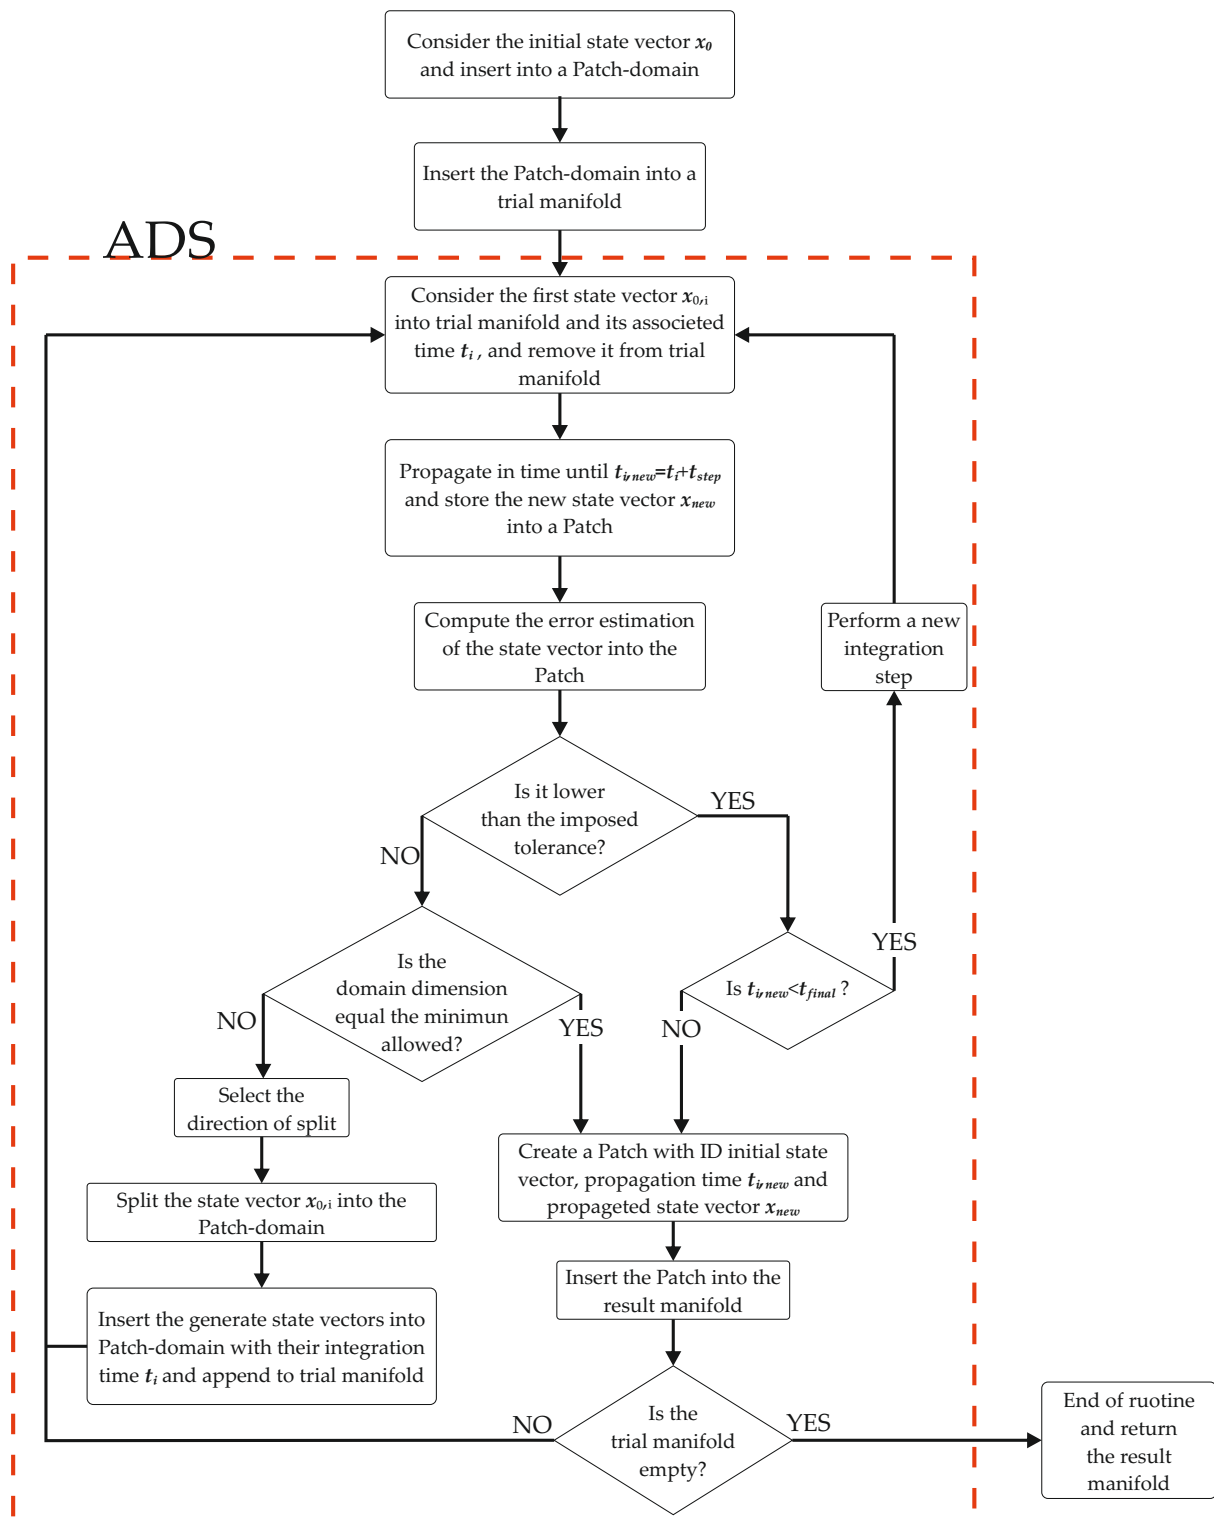 Consider the initial state vector x0
and insert into a Patch-domain
Insert the Patch-domain into a
trial manifold
ADS
Consider the first state vector x0,i
into trial manifold and its associeted
time ti , and remove it from trial
manifold
Propagate in time until ti,new=ti+tstep
and store the new state vector xnew
into a Patch
Compute the error estimation
of the state vector into the
Patch
Perform a new
integration
step
Is it lower
than the imposed
tolerance?
YES
NO
Is the
domain dimension
equal the minimun
allowed?
Is ti,new<tfinal ?
YES
NO
YES
NO
Select the
direction of split
Split the state vector x0,i into the
Patch-domain
Insert the generate state vectors into
Patch-domain with their integration
time ti and append to trial manifold
Create a Patch with ID initial state
vector, propagation time ti,new and
propageted state vector xnew
Insert the Patch into the
result manifold
Is the
trial manifold
empty?
NO
YES
End of ruotine
and return
the result
manifold